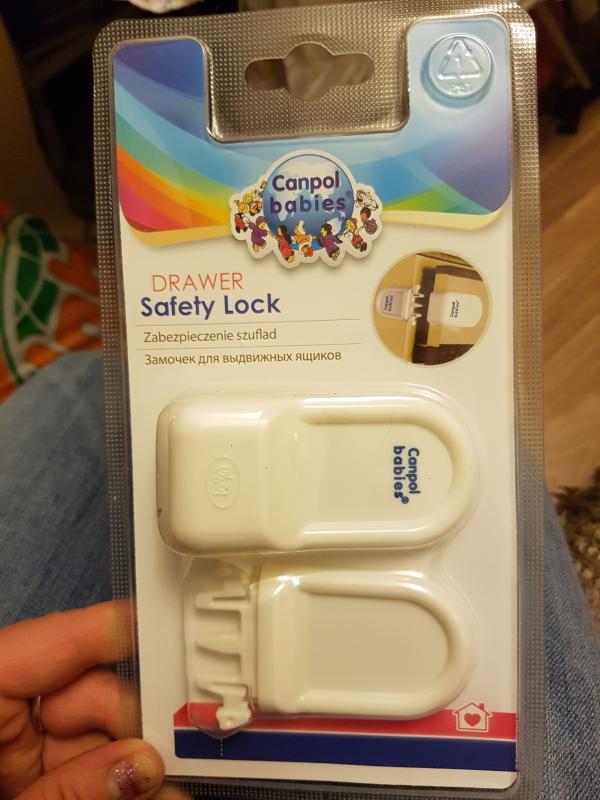 Canpol
babies®
DRAWER
Safety Lock
Zabezpieczenie szuflad
Замочек для выдвижных ящиков
Canpol
babies®